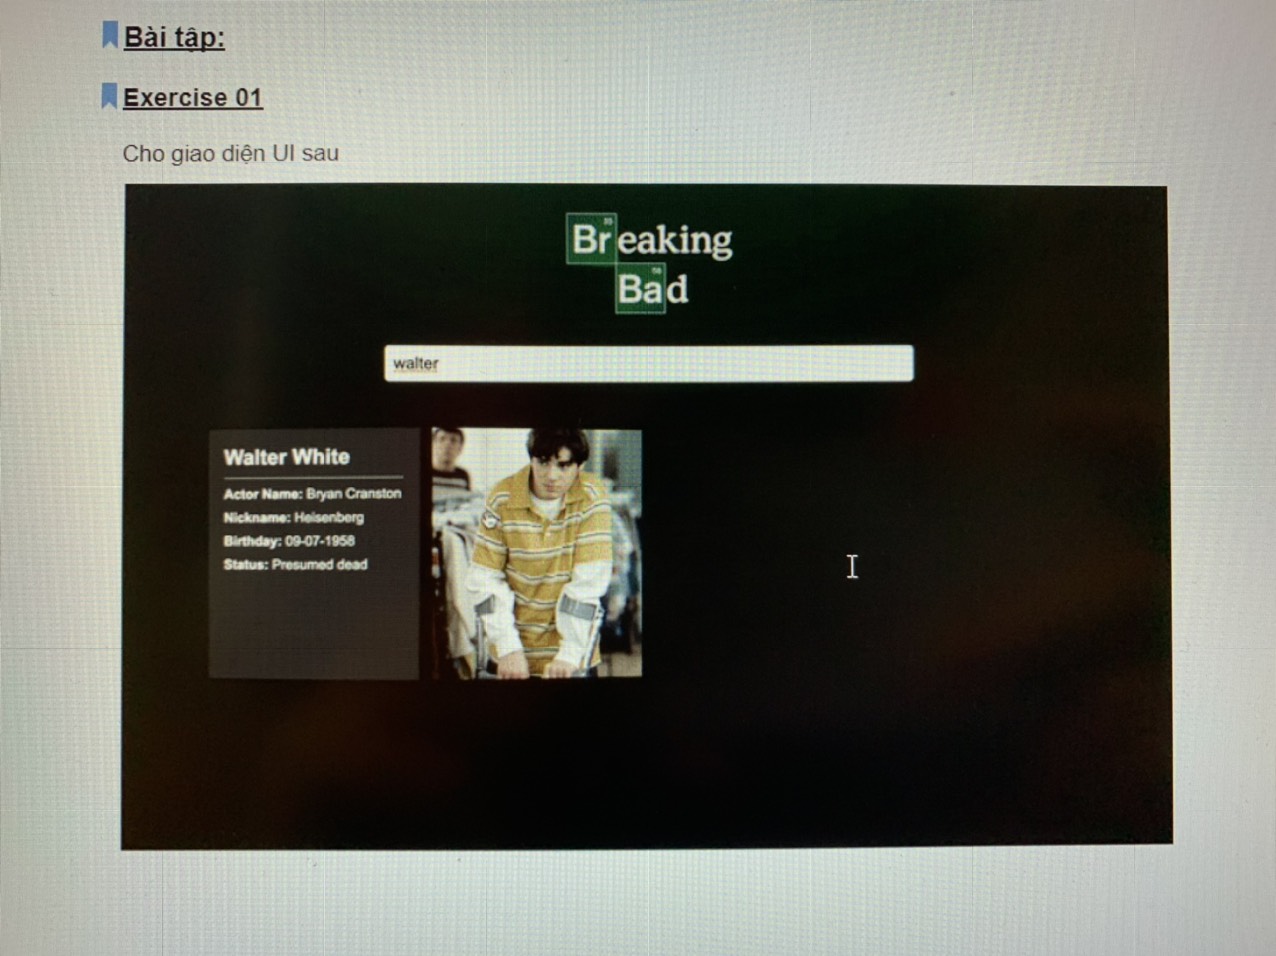 Bài tập:
Exercise 01
Cho giao diện UI sau
Breaking
Bad
walter
Walter White
Actor Name: Bryan Cranston
Nickname: Heisenberg
Birthday: 09-07-1958
Status: Presumed dead